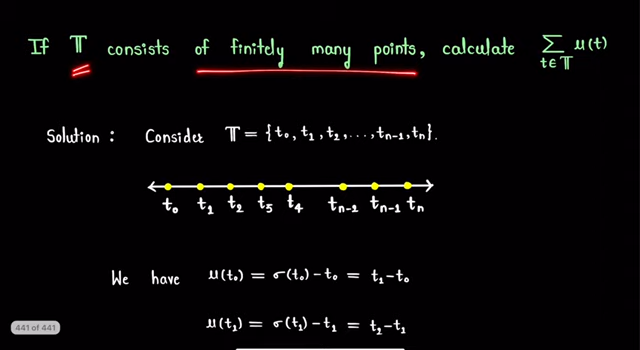 If 𝕋 consists of finitely many points, calculate ∑ μ(t)
t∈𝕋
Solution : Consider 𝕋 = {t₀, t₁, t₂, ..., tₙ₋₁, tₙ}.
t₀ t₁ t₂ t₃ t₄ tₙ₋₂ tₙ₋₁ tₙ
We have μ(t₀) = σ(t₀) - t₀ = t₁ - t₀
μ(t₁) = σ(t₁) - t₁ = t₂ - t₁
441 of 441